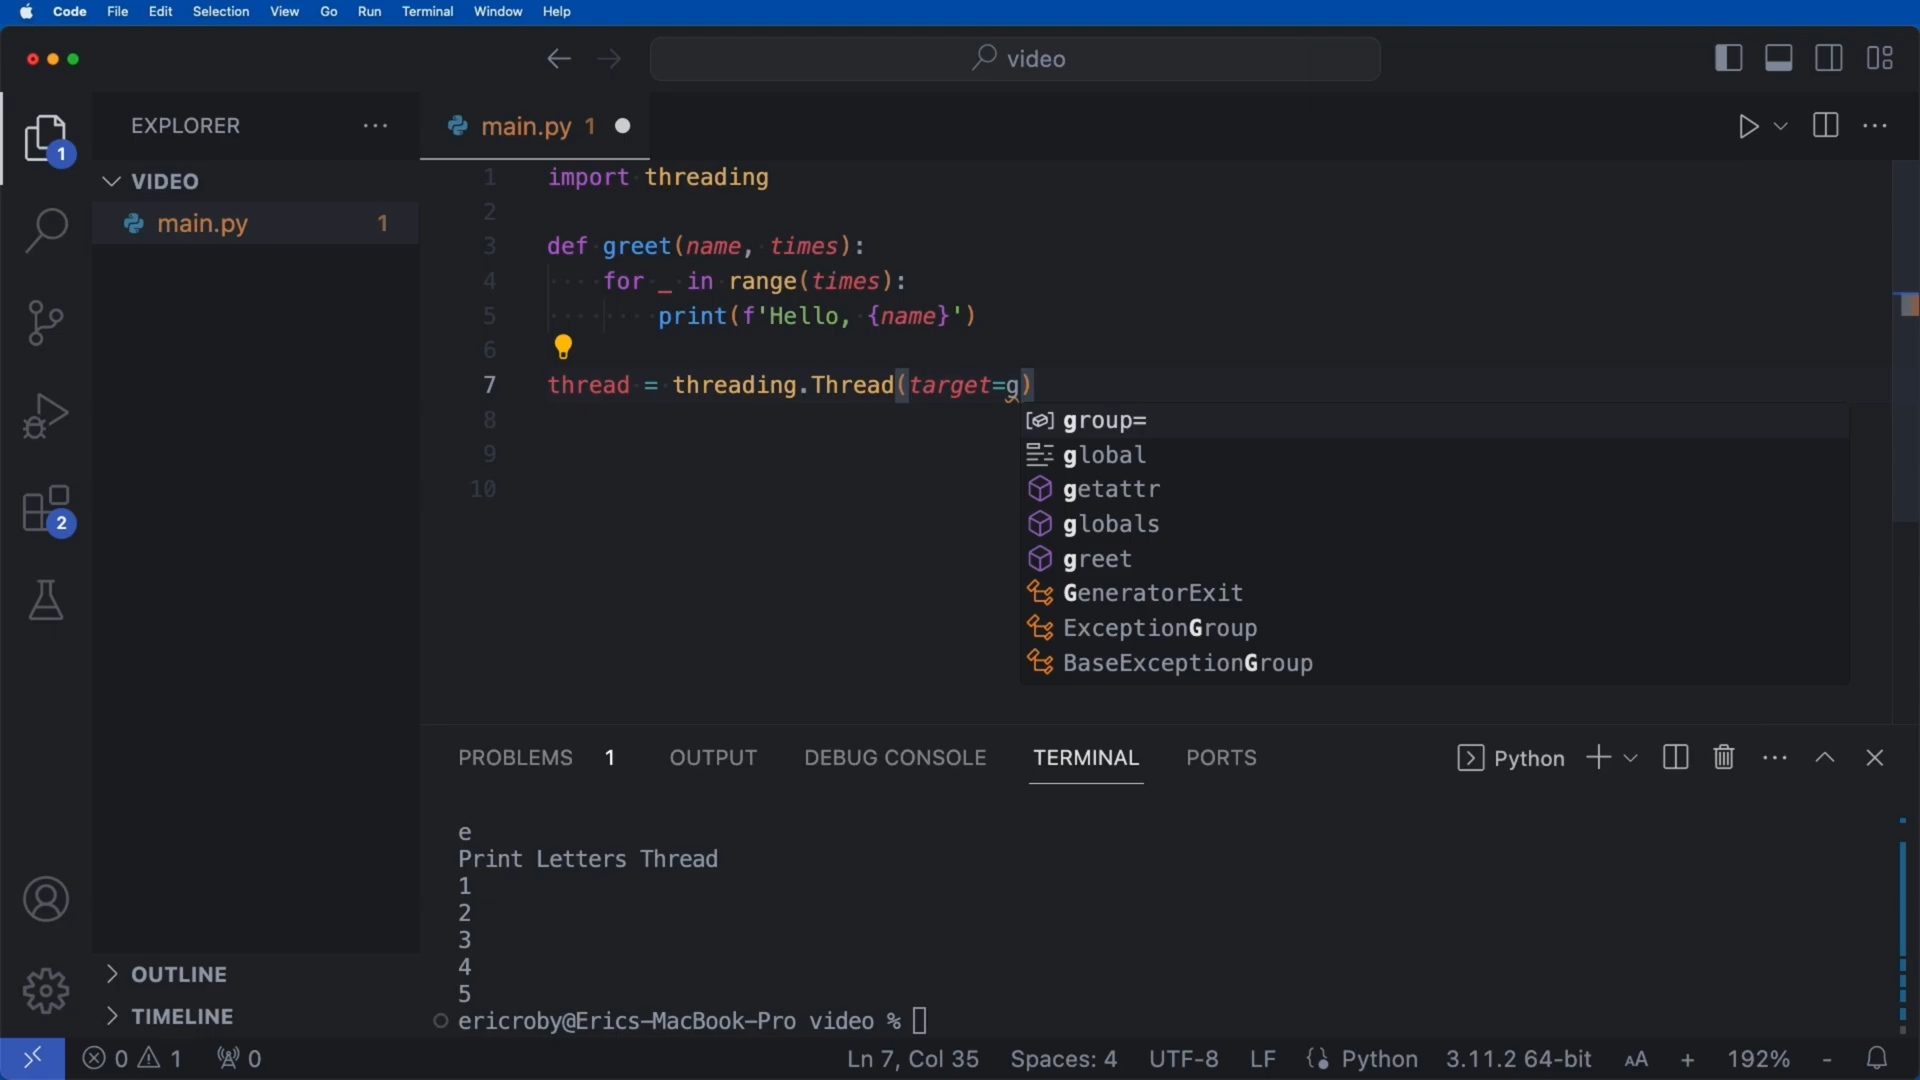 Code File Edit Selection View Go Run Terminal Window Help
video
EXPLORER
main.py 1
VIDEO
main.py 1
1 import threading
2
3 def greet(name, times):
4 for _ in range(times):
5 print(f'Hello, {name}')
6
7 thread = threading.Thread(target=g)
8
9
10
group=
global
getattr
globals
greet
GeneratorExit
ExceptionGroup
BaseExceptionGroup
1
2
PROBLEMS 1 OUTPUT DEBUG CONSOLE TERMINAL PORTS
Python
e
Print Letters Thread
1
2
3
4
5
ericroby@Erics-MacBook-Pro video %
OUTLINE
TIMELINE
0 1 0
Ln 7, Col 35 Spaces: 4 UTF-8 LF Python 3.11.2 64-bit AA + 192% -